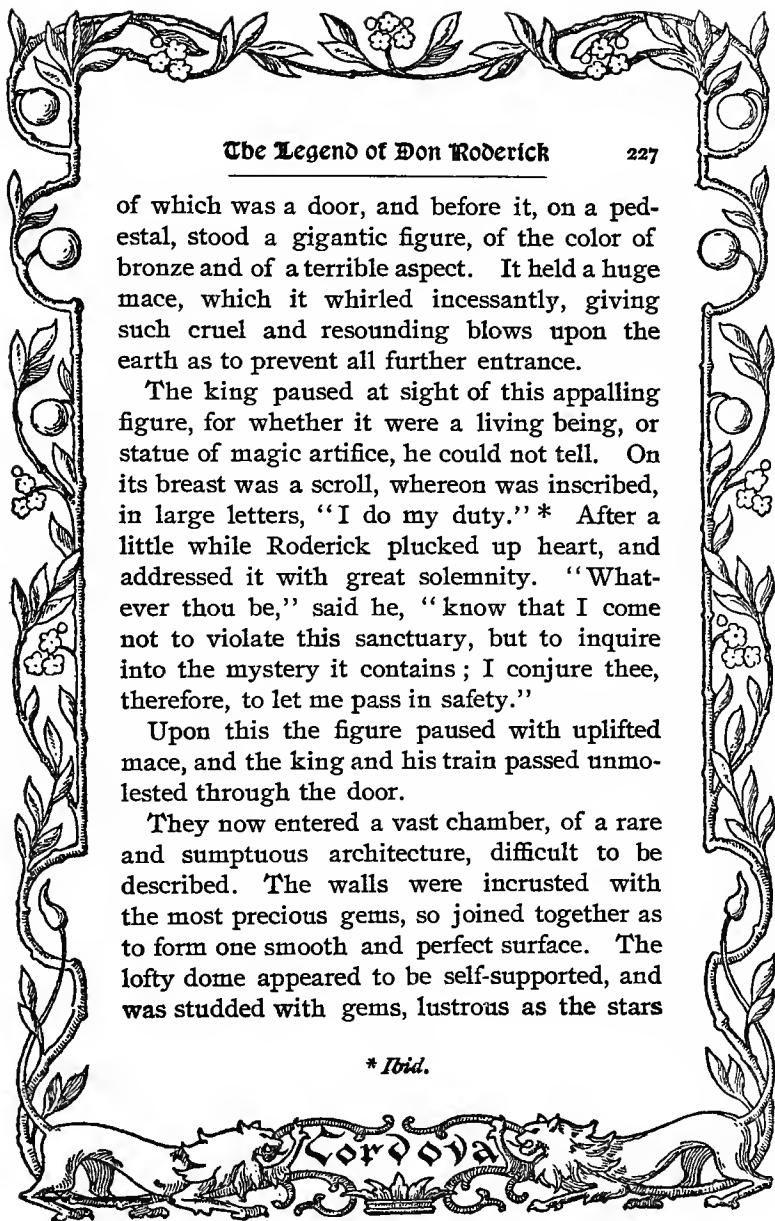 The Legend of Don Roderick 227
of which was a door, and before it, on a ped-
estal, stood a gigantic figure, of the color of
bronze and of a terrible aspect. It held a huge
mace, which it whirled incessantly, giving
such cruel and resounding blows upon the
earth as to prevent all further entrance.
The king paused at sight of this appalling
figure, for whether it were a living being, or
statue of magic artifice, he could not tell. On
its breast was a scroll, whereon was inscribed,
in large letters, “I do my duty.” * After a
little while Roderick plucked up heart, and
addressed it with great solemnity. “What-
ever thou be,” said he, “know that I come
not to violate this sanctuary, but to inquire
into the mystery it contains ; I conjure thee,
therefore, to let me pass in safety.”
Upon this the figure paused with uplifted
mace, and the king and his train passed unmo-
lested through the door.
They now entered a vast chamber, of a rare
and sumptuous architecture, difficult to be
described. The walls were incrusted with
the most precious gems, so joined together as
to form one smooth and perfect surface. The
lofty dome appeared to be self-supported, and
was studded with gems, lustrous as the stars
* Ibid.
Cordova